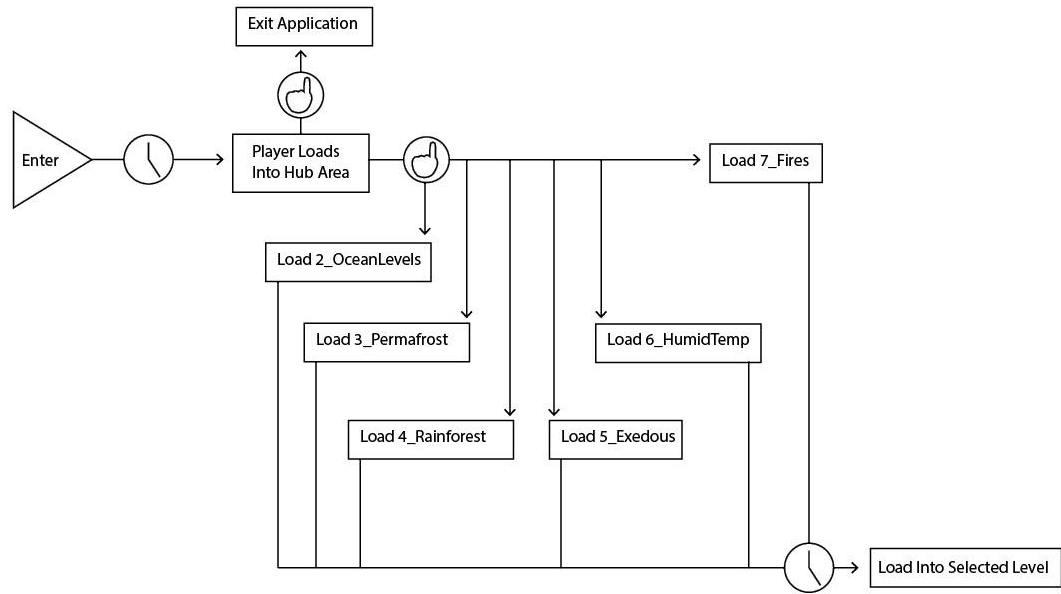 Exit Application
Enter
Player Loads
Into Hub Area
Load 7_Fires
Load 2_OceanLevels
Load 3_Permafrost
Load 6_HumidTemp
Load 4_Rainforest
Load 5_Exedous
Load Into Selected Level